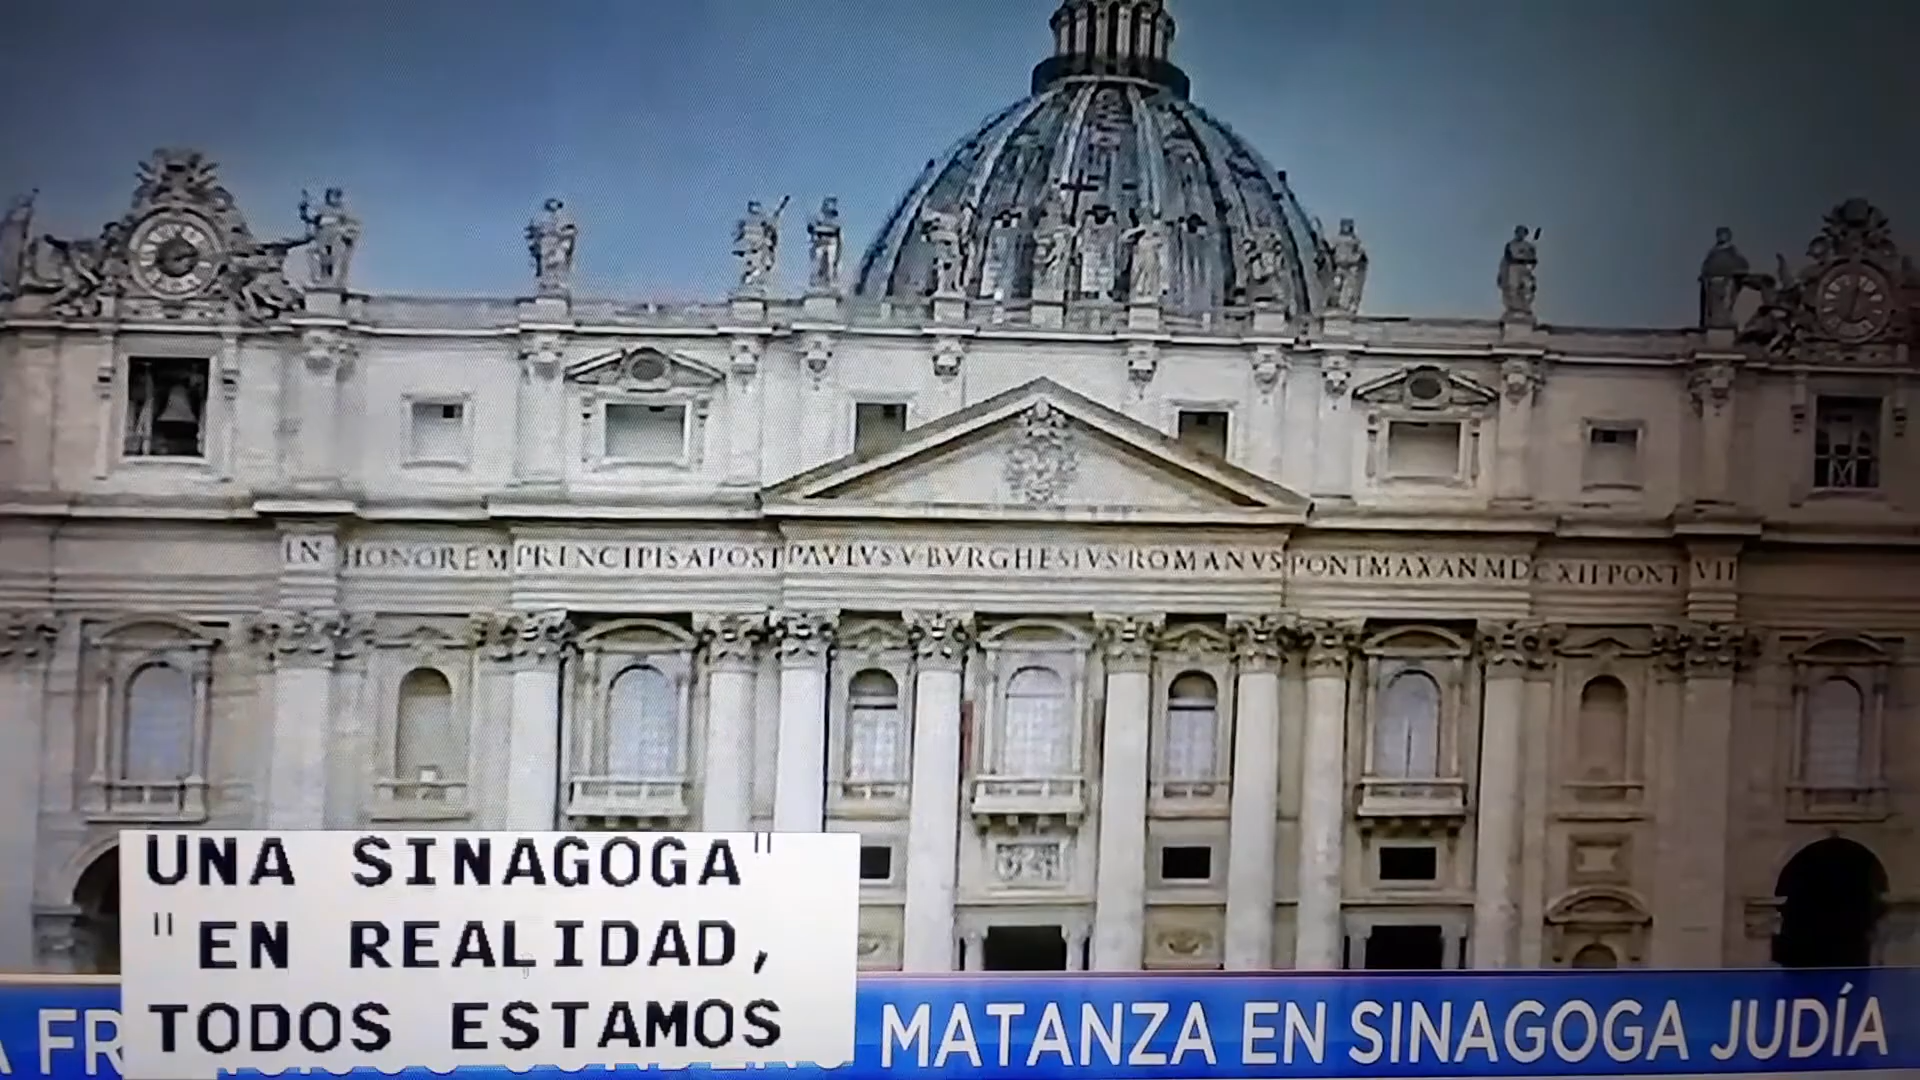 IN HONOREM PRINCIPIS APOST PAVLVS V BVRGHESIVS ROMANVS PONT MAX AN MDCXII PONT VII
UNA SINAGOGA"
"EN REALIDAD,
TODOS ESTAMOS
A FR MATANZA EN SINAGOGA JUDÍA